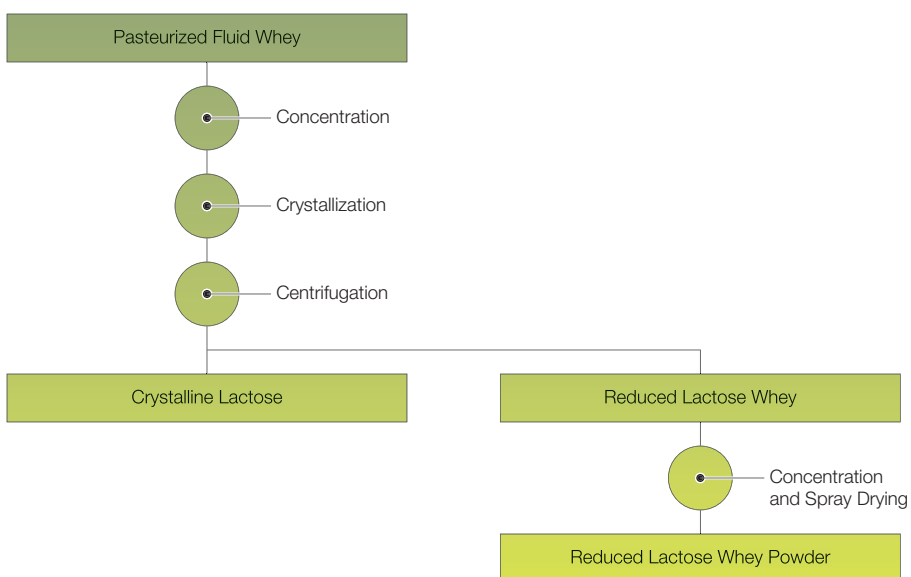 Pasteurized Fluid Whey
Concentration
Crystallization
Centrifugation
Crystalline Lactose
Reduced Lactose Whey
Concentration
and Spray Drying
Reduced Lactose Whey Powder